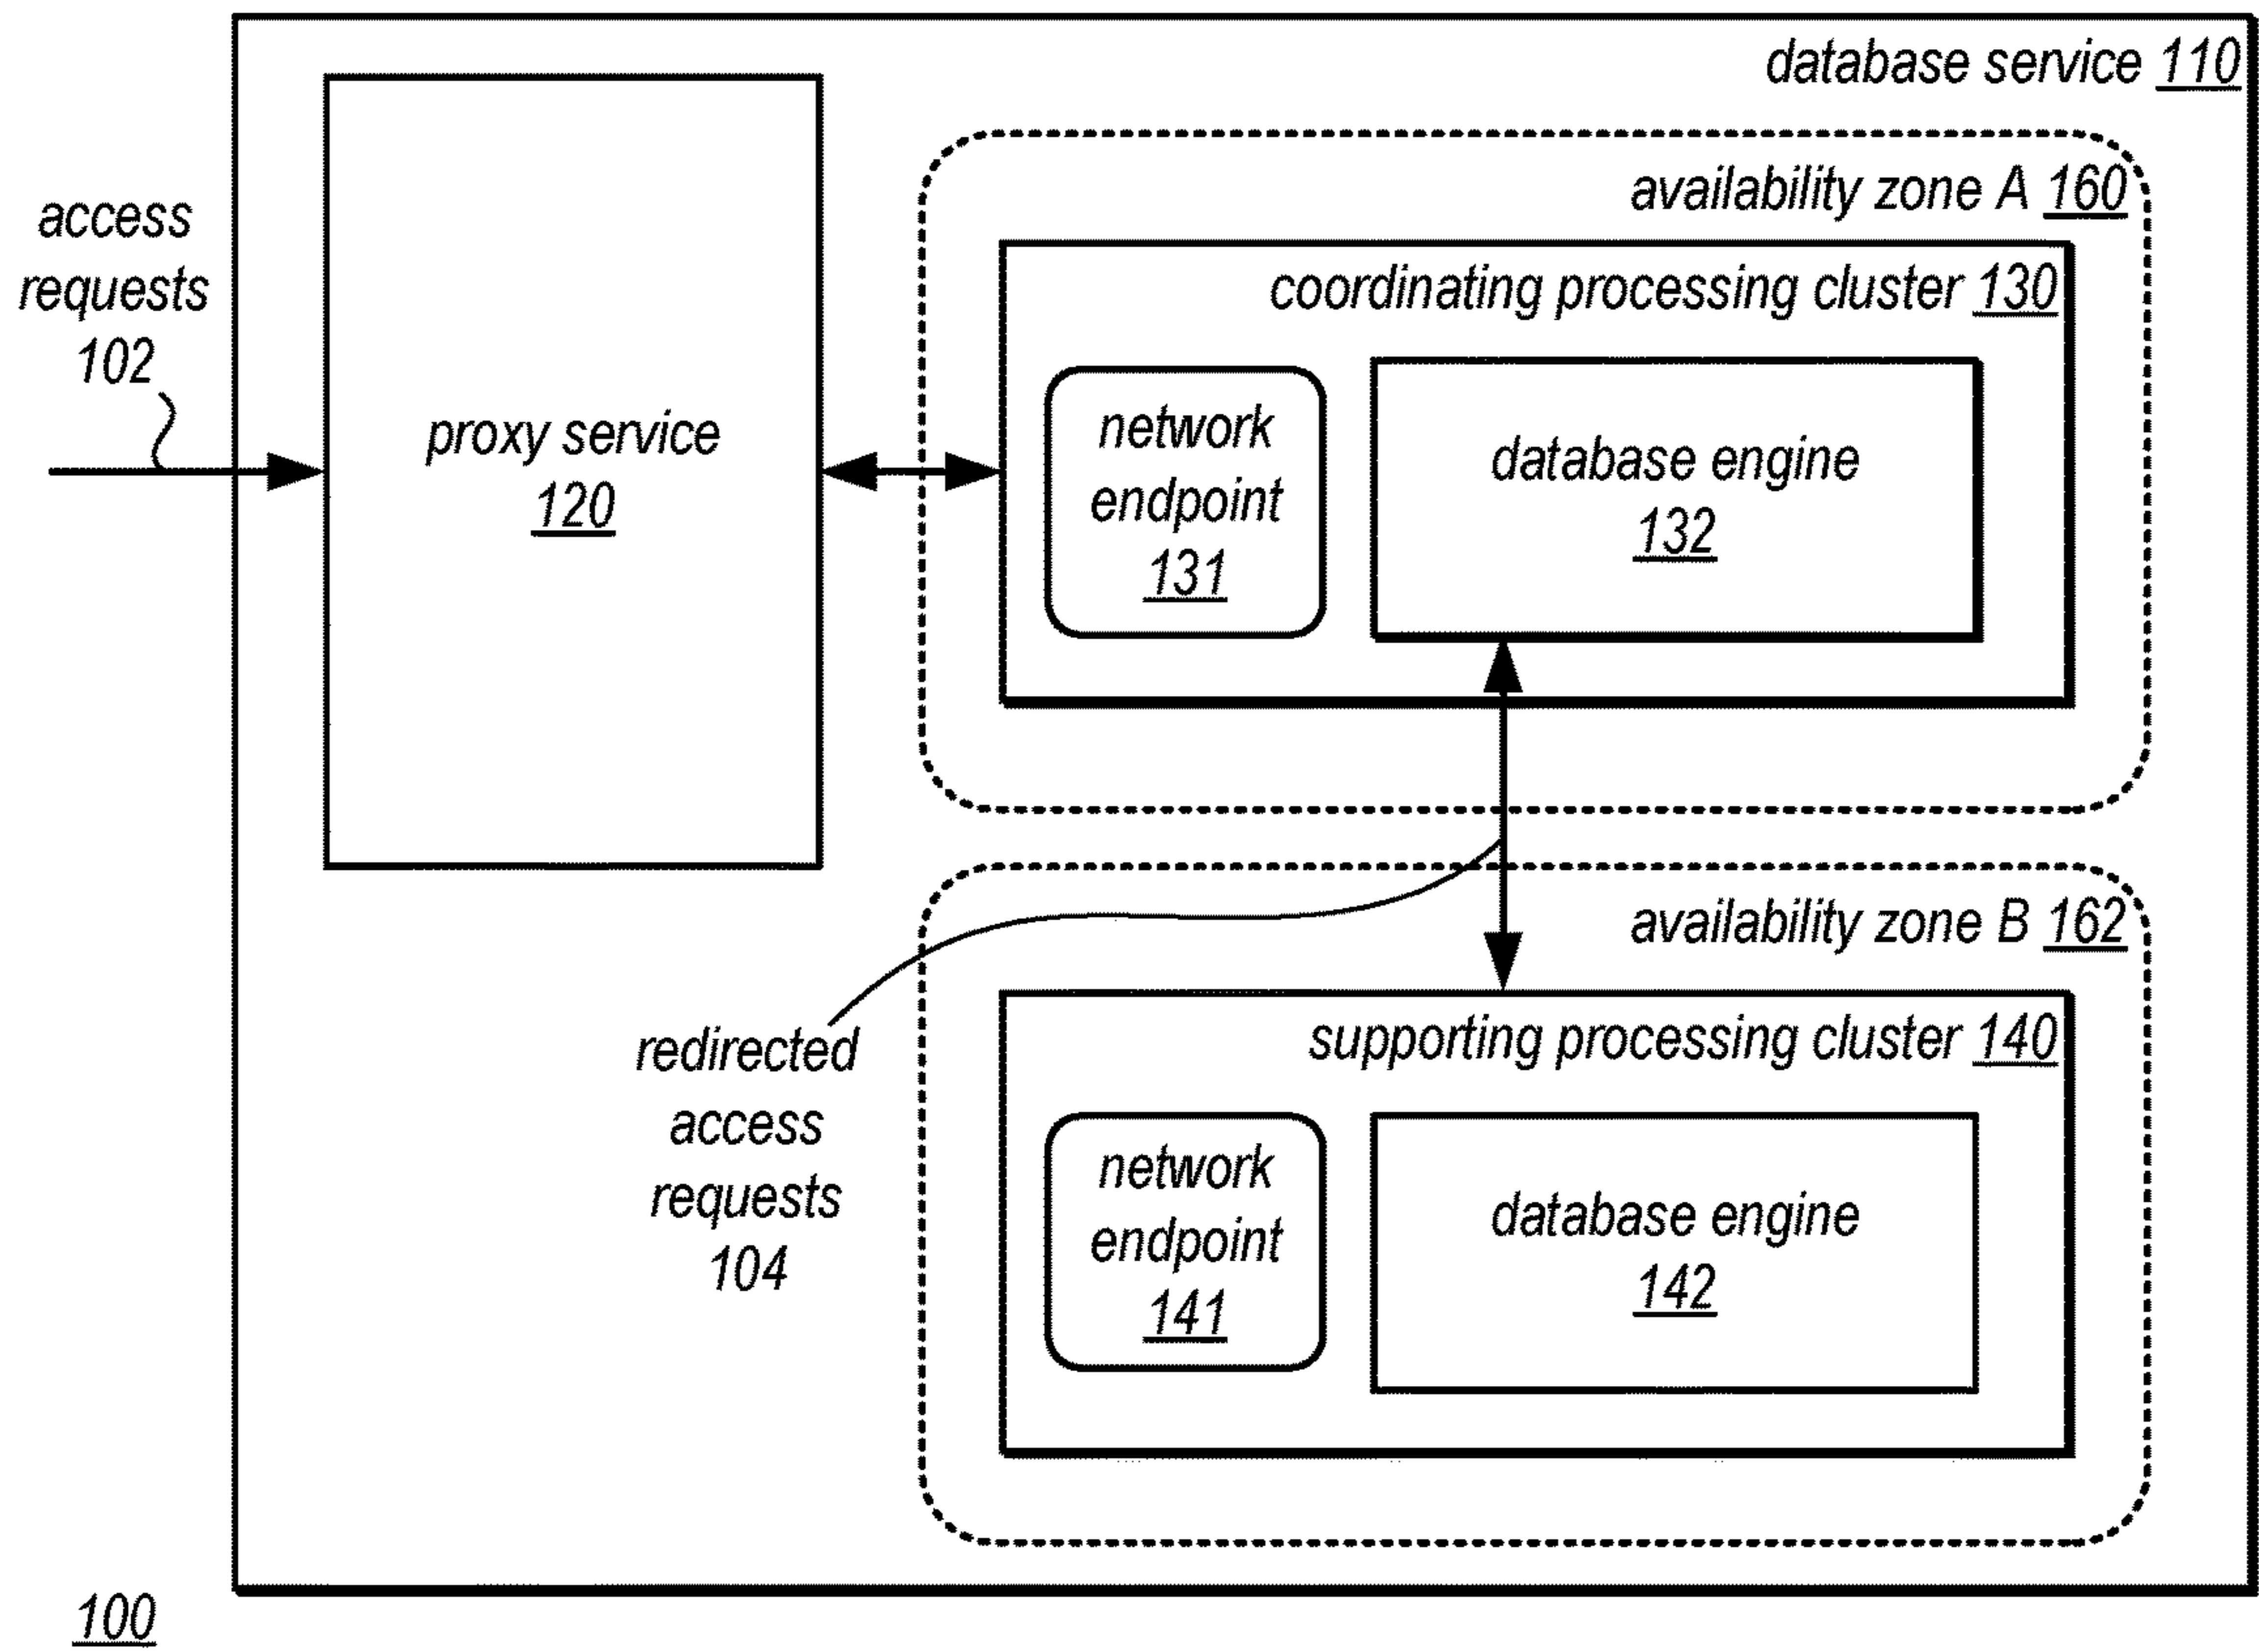 database service 110
access
requests
102
proxy service
120
availability zone A 160
coordinating processing cluster 130
network
endpoint
131
database engine
132
availability zone B 162
redirected
access
requests
104
supporting processing cluster 140
network
endpoint
141
database engine
142
100